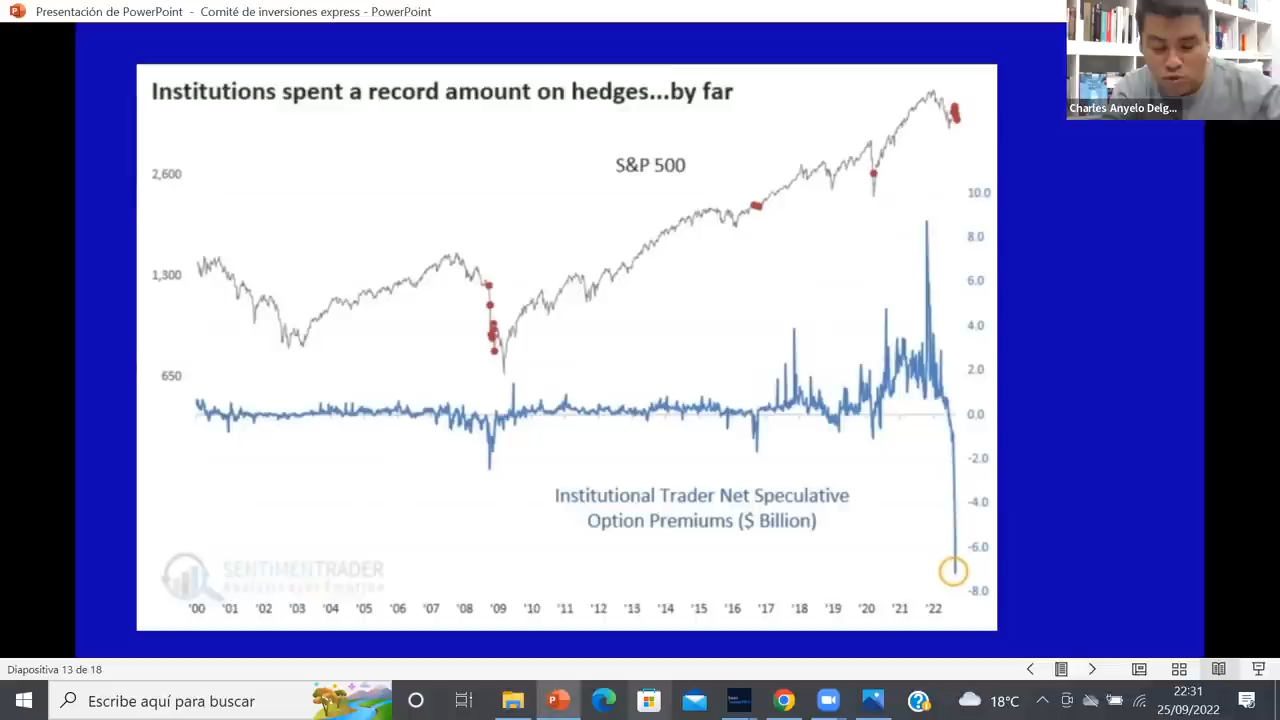 Presentación de PowerPoint - Comité de inversiones express - PowerPoint
Charles Anyelo Delg...
Institutions spent a record amount on hedges...by far
S&P 500
2,600
1,300
650
10.0
8.0
6.0
4.0
2.0
0.0
-2.0
-4.0
-6.0
-8.0
Institutional Trader Net Speculative
Option Premiums ($ Billion)
SENTIMENTRADER
'00 '01 '02 '03 '04 '05 '06 '07 '08 '09 '10 '11 '12 '13 '14 '15 '16 '17 '18 '19 '20 '21 '22
Diapositiva 13 de 18
Escribe aquí para buscar
18°C
22:31
25/09/2022